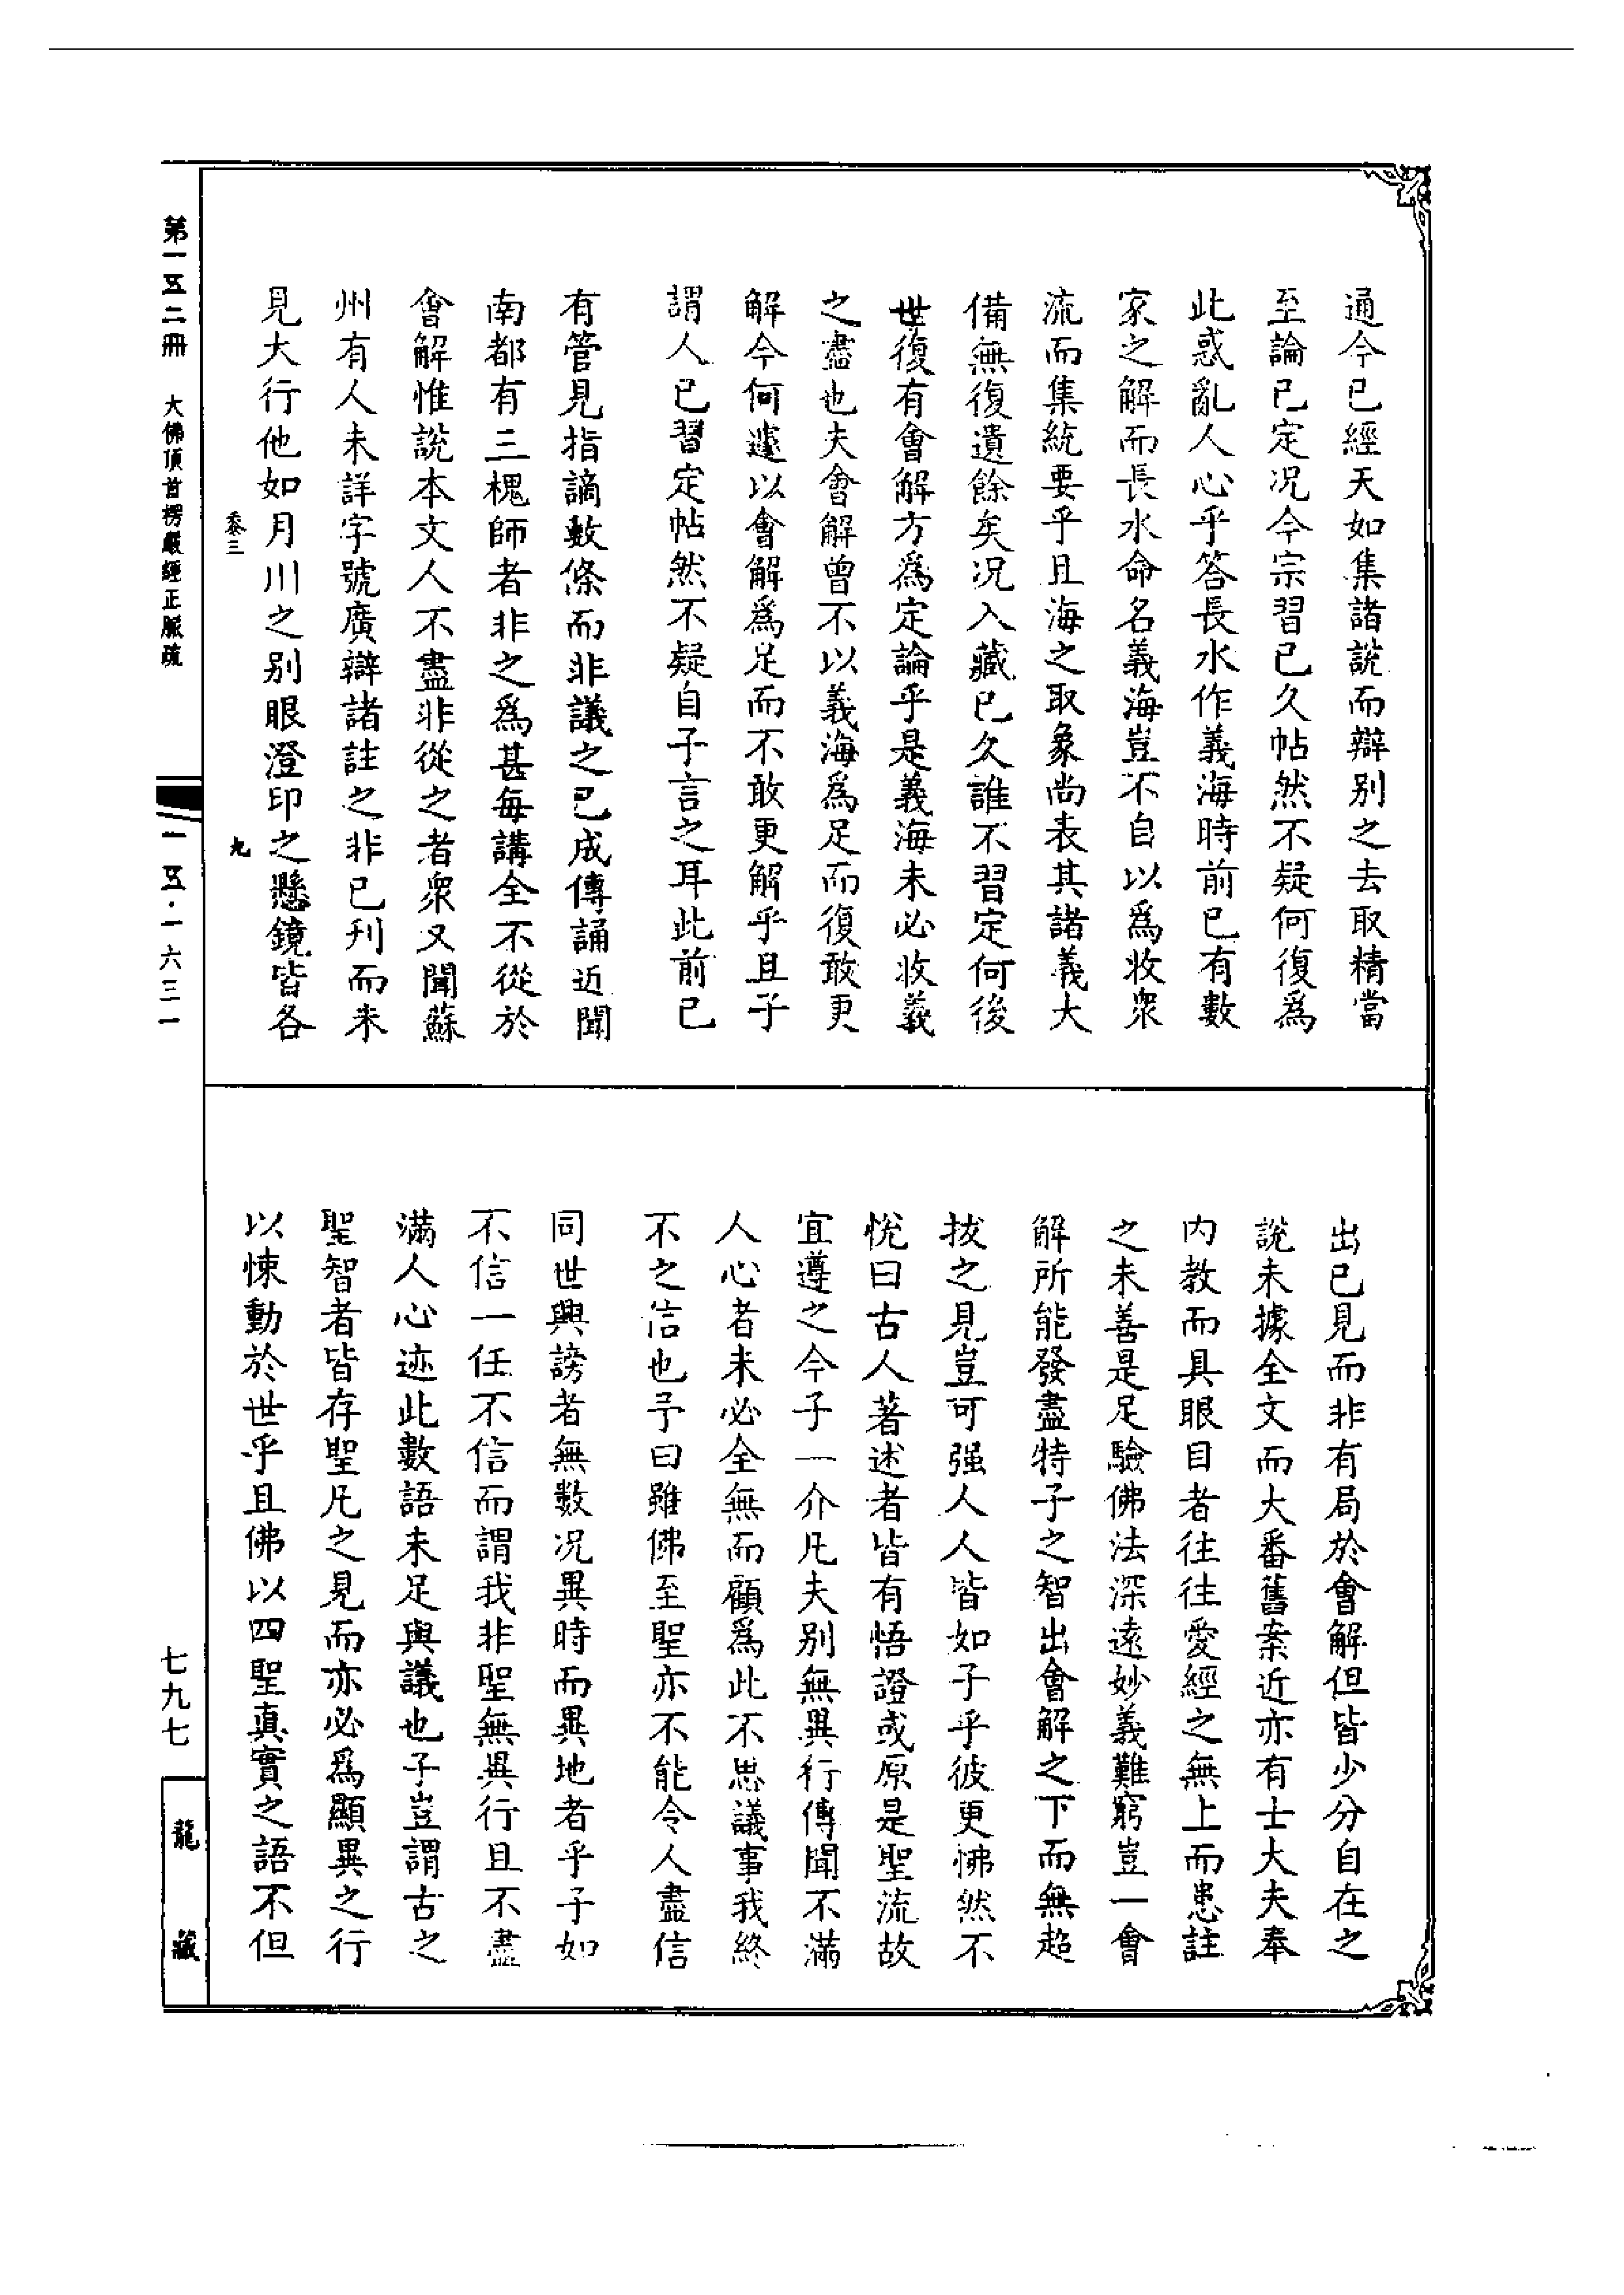 通今已經天如集諸說而辯別之去取精當
至論已定况今宗習已久帖然不疑何復為
此惑亂人心乎答長水作義海時前已有數
家之解而長水命名義海豈不自以為收衆
流而集統要乎且海之取象尚表其諸義大
備無復遺餘矣况入藏已久誰不習定何後
世復有會解方為定論乎是義海未必收義
之盡也夫會解曾不以義海為足而復敢更
解今何遽以會解為足而不敢更解乎且子
謂人已習定帖然不疑自子言之耳此前已
有管見指謫數條而非議之已成傳誦近聞
南都有三槐師者非之為甚每講全不從於
會解惟說本文人不盡非從之者衆又聞蘇
州有人未詳字號廣辯諸註之非已刋而未
見大行他如月川之別眼澄印之懸鏡皆各
出已見而非有局於會解但皆少分自在之
說未據全文而大番舊案近亦有士大夫奉
内教而具眼目者往往愛經之無上而患註
之未善是足驗佛法深遠妙義難窮豈一會
解所能發盡特子之智出會解之下而無超
拔之見豈可强人人皆如子乎彼更怫然不
悅曰古人著述者皆有悟證或原是聖流故
宜遵之今子一介凡夫別無異行傳聞不滿
人心者未必全無而顧為此不思議事我終
不之信也予曰雖佛至聖亦不能令人盡信
同世興謗者無數况異時而異地者乎子如
不信一任不信而謂我非聖無異行且不盡
滿人心迹此數語未足與議也子豈謂古之
聖智者皆存聖凡之見而亦必為顯異之行
以悚動於世乎且佛以四聖真實之語不但
黍三
九
第一五二冊 大佛頂首楞嚴經正脈疏
一五·一六三一
七九七
龍藏